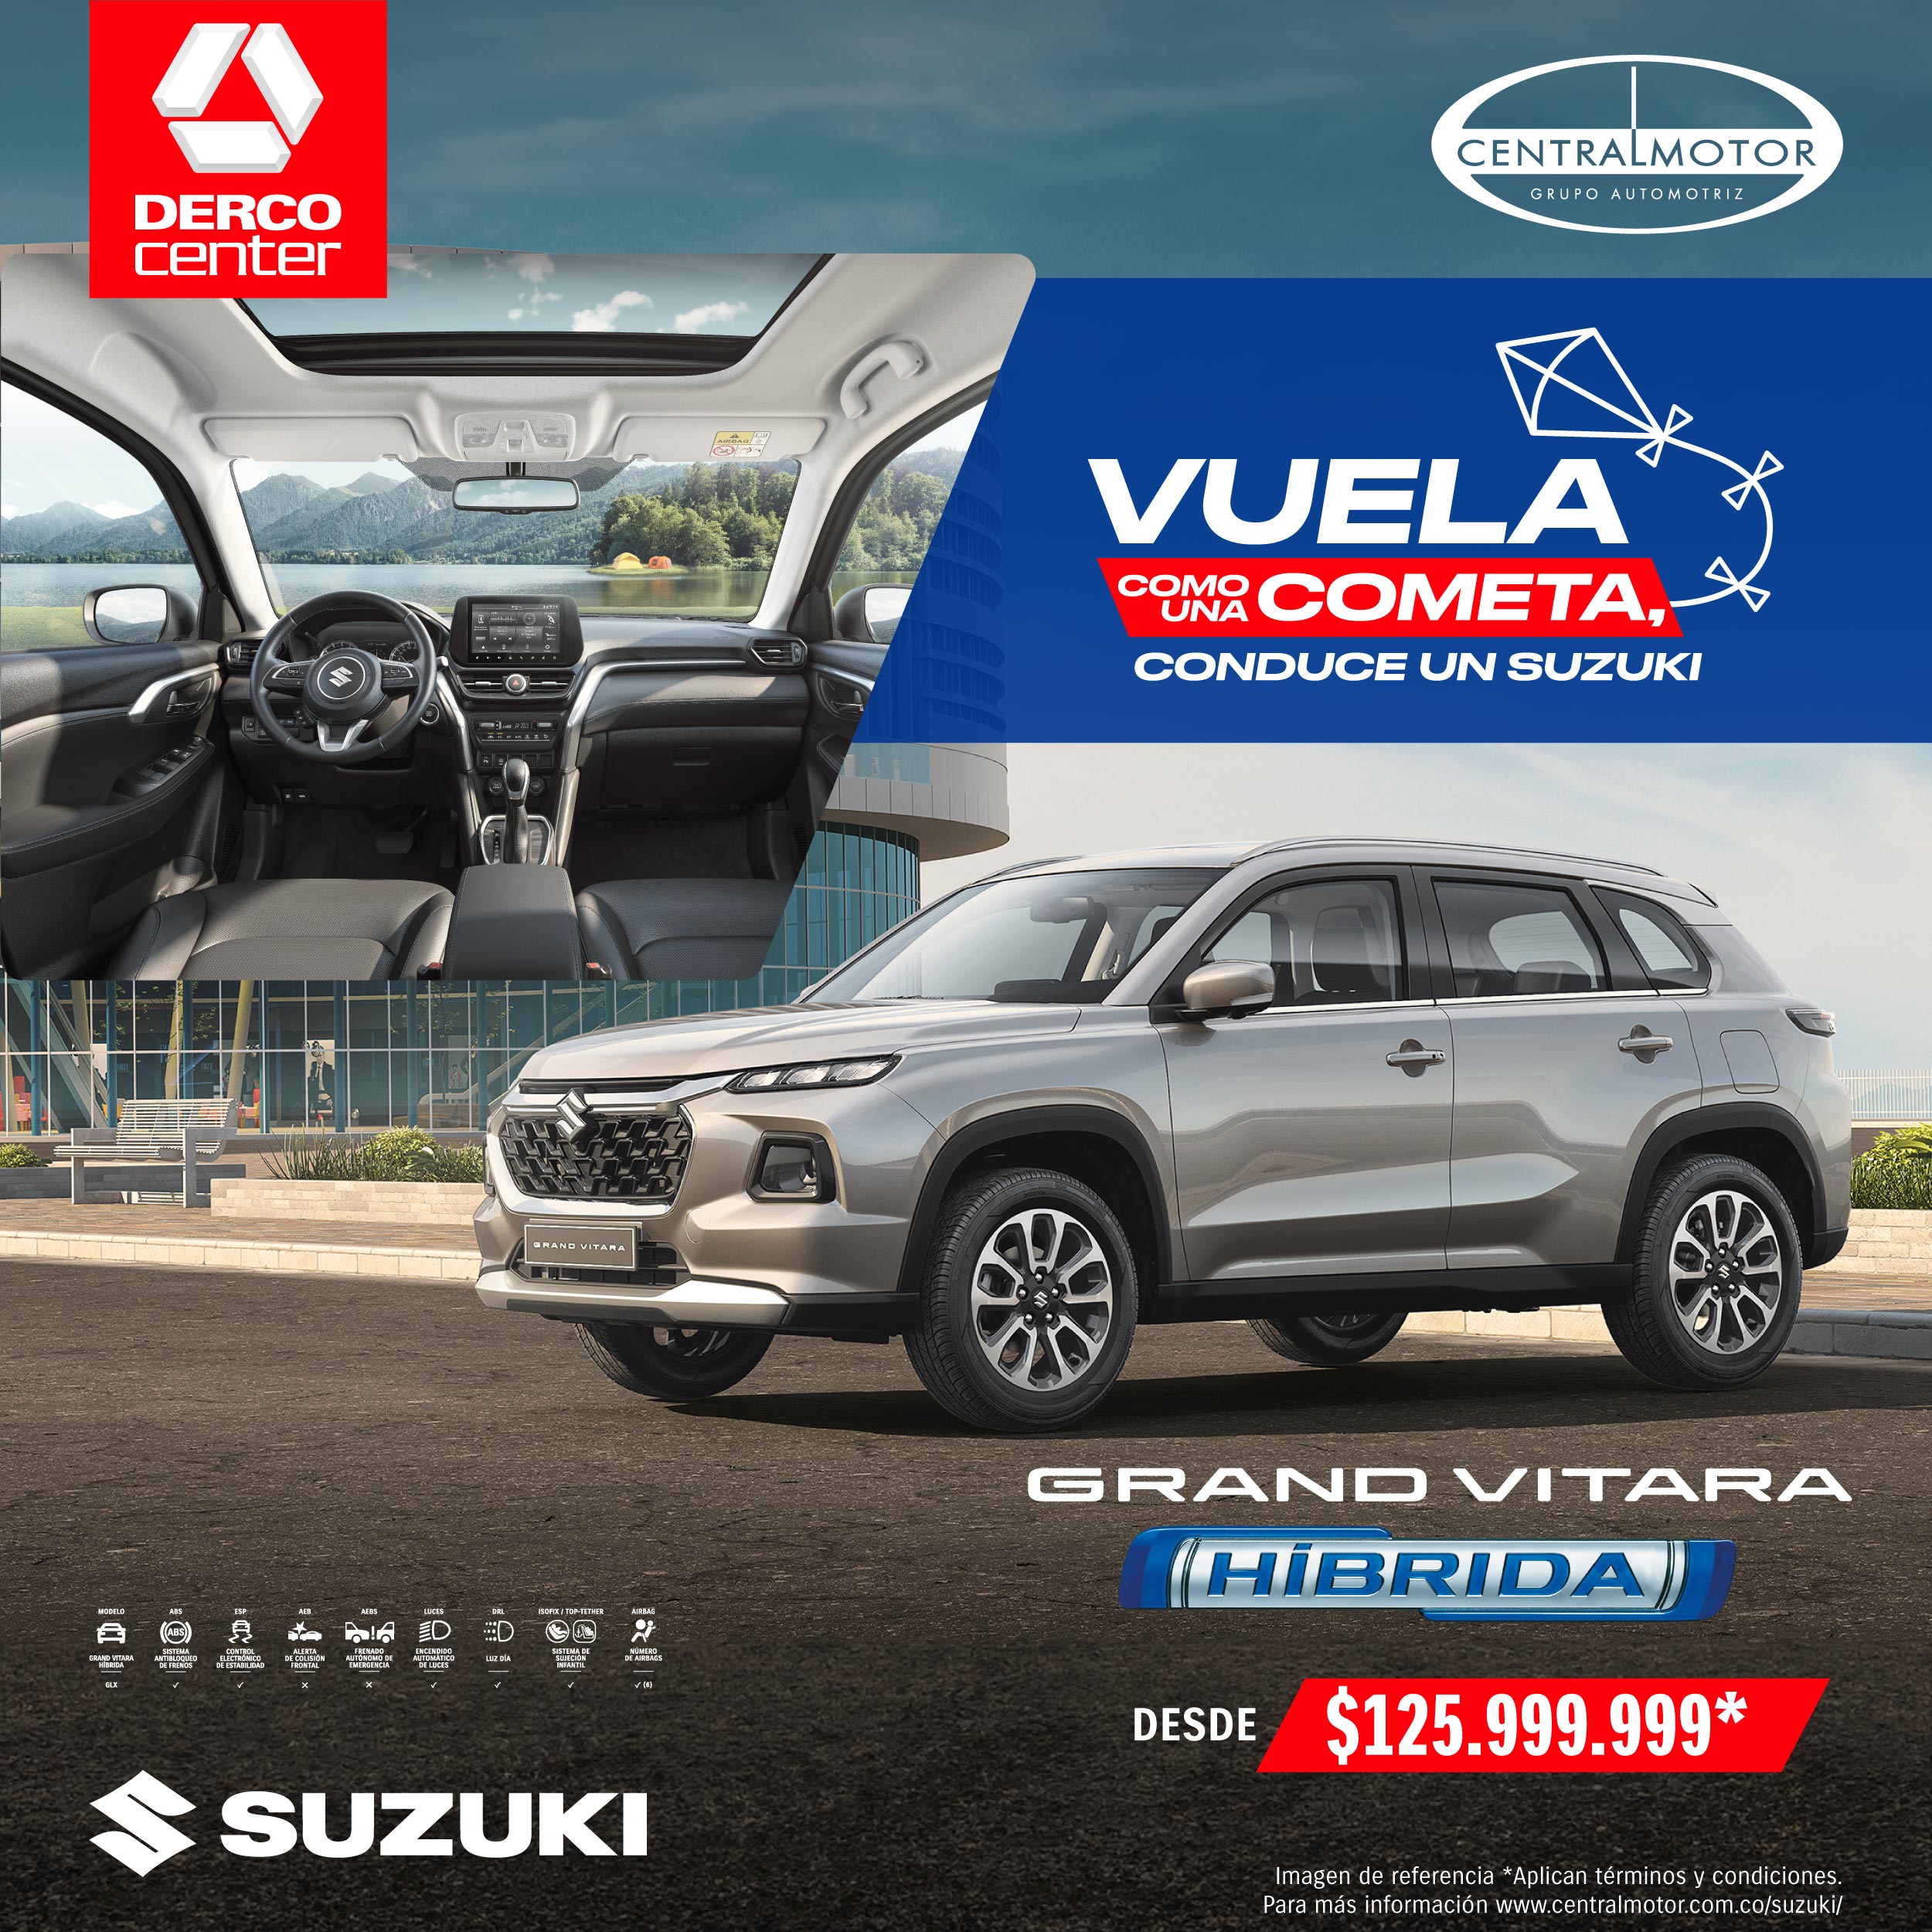 DERCO
center
CENTRALMOTOR
GRUPO AUTOMOTRIZ
AIRBAG
VUELA
COMO UNA COMETA,
CONDUCE UN SUZUKI
GRAND VITARA
GRAND VITARA
HÍBRIDA
MODELO
GRAND VITARA
HÍBRIDA
GLX
ABS
ABS
SISTEMA
ANTIBLOQUEO
DE FRENOS
✓
ESP
CONTROL
ELECTRÓNICO
DE ESTABILIDAD
✓
AEB
ALERTA
DE COLISIÓN
FRONTAL
✕
AEBS
FRENADO
AUTÓNOMO DE
EMERGENCIA
✕
LUCES
ENCENDIDO
AUTOMÁTICO
DE LUCES
✓
DRL
LUZ DÍA
✓
ISOFIX / TOP-TETHER
SISTEMA DE
SUJECIÓN
INFANTIL
✓
AIRBAG
NÚMERO
DE AIRBAGS
✓ (6)
DESDE $125.999.999*
SUZUKI
Imagen de referencia *Aplican términos y condiciones.
Para más información www.centralmotor.com.co/suzuki/